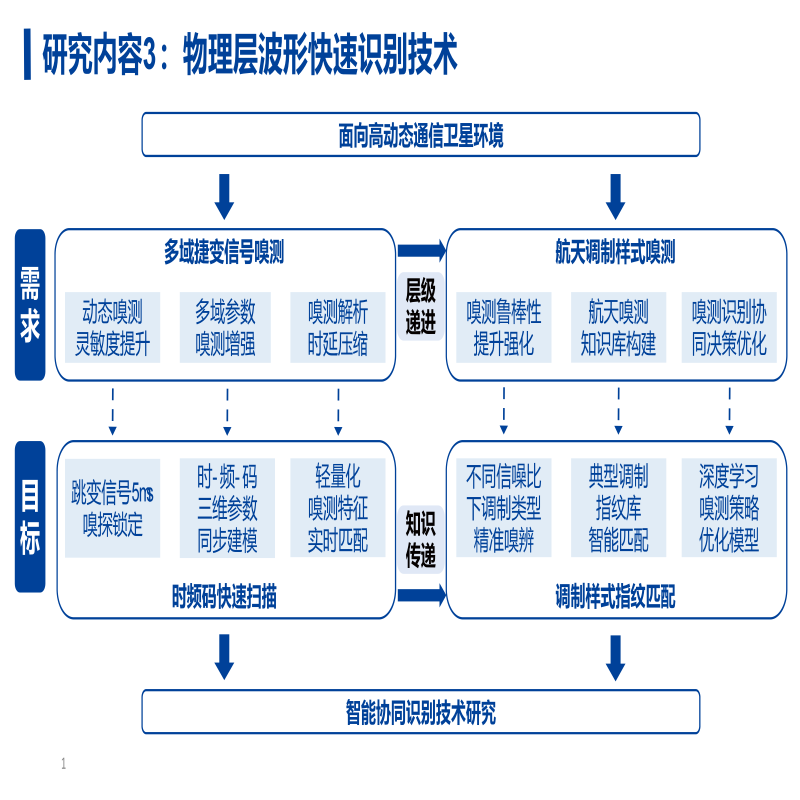 研究内容3：物理层波形快速识别技术
面向高动态通信卫星环境
需
求
多域捷变信号嗅测
动态嗅测
灵敏度提升
多域参数
嗅测增强
嗅测解析
时延压缩
层级
递进
航天调制样式嗅测
嗅测鲁棒性
提升强化
航天嗅测
知识库构建
嗅测识别协
同决策优化
目
标
跳变信号5ms
嗅探锁定
时-频-码
三维参数
同步建模
轻量化
嗅测特征
实时匹配
时频码快速扫描
知识
传递
不同信噪比
下调制类型
精准嗅辨
典型调制
指纹库
智能匹配
深度学习
嗅测策略
优化模型
调制样式指纹匹配
智能协同识别技术研究
1